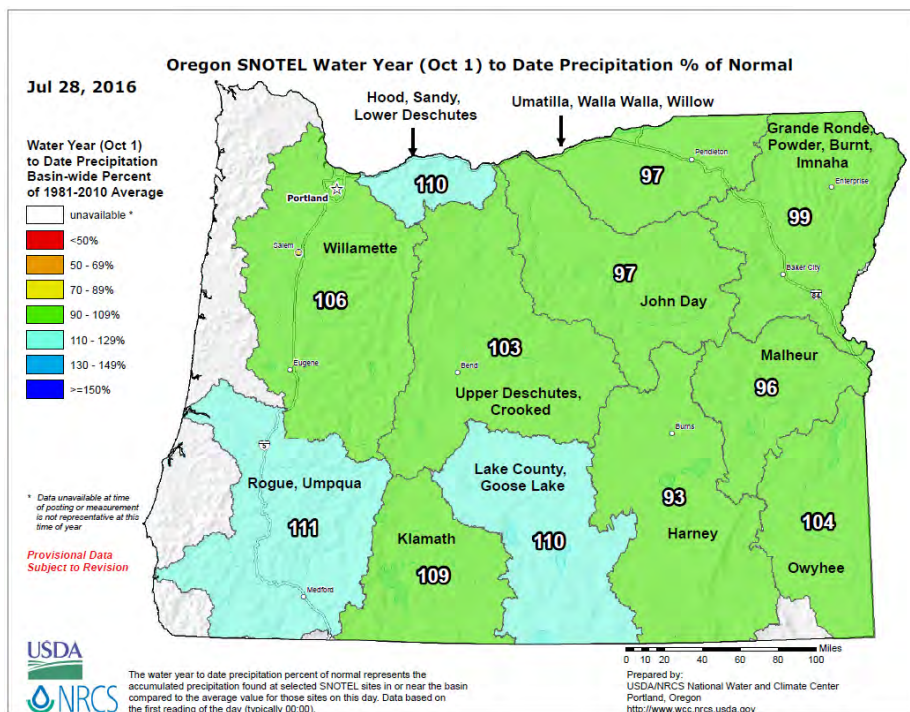 Oregon SNOTEL Water Year (Oct 1) to Date Precipitation % of Normal
Jul 28, 2016
Hood, Sandy,
Lower Deschutes
Umatilla, Walla Walla, Willow
Grande Ronde,
Powder, Burnt,
Imnaha
Water Year (Oct 1)
to Date Precipitation
Basin-wide Percent
of 1981-2010 Average
unavailable *
<50%
50 - 69%
70 - 89%
90 - 109%
110 - 129%
130 - 149%
>=150%
Pendleton
110
97
Enterprise
Portland
99
Salem
Willamette
97
Baker City
John Day
84
106
103
Malheur
Eugene
Bend
96
Upper Deschutes,
Crooked
Burns
5
Lake County,
Goose Lake
Rogue, Umpqua
93
* Data unavailable at time
of posting or measurement
is not representative at this
time of year
111
Klamath
110
Harney
104
Provisional Data
Subject to Revision
109
Owyhee
Medford
Miles
0 10 20 40 60 80 100
USDA
NRCS
The water year to date precipitation percent of normal represents the
accumulated precipitation found at selected SNOTEL sites in or near the basin
compared to the average value for those sites on this day. Data based on
the first reading of the day (typically 00:00).
Prepared by:
USDA/NRCS National Water and Climate Center
Portland, Oregon
http://www.wcc.nrcs.usda.gov